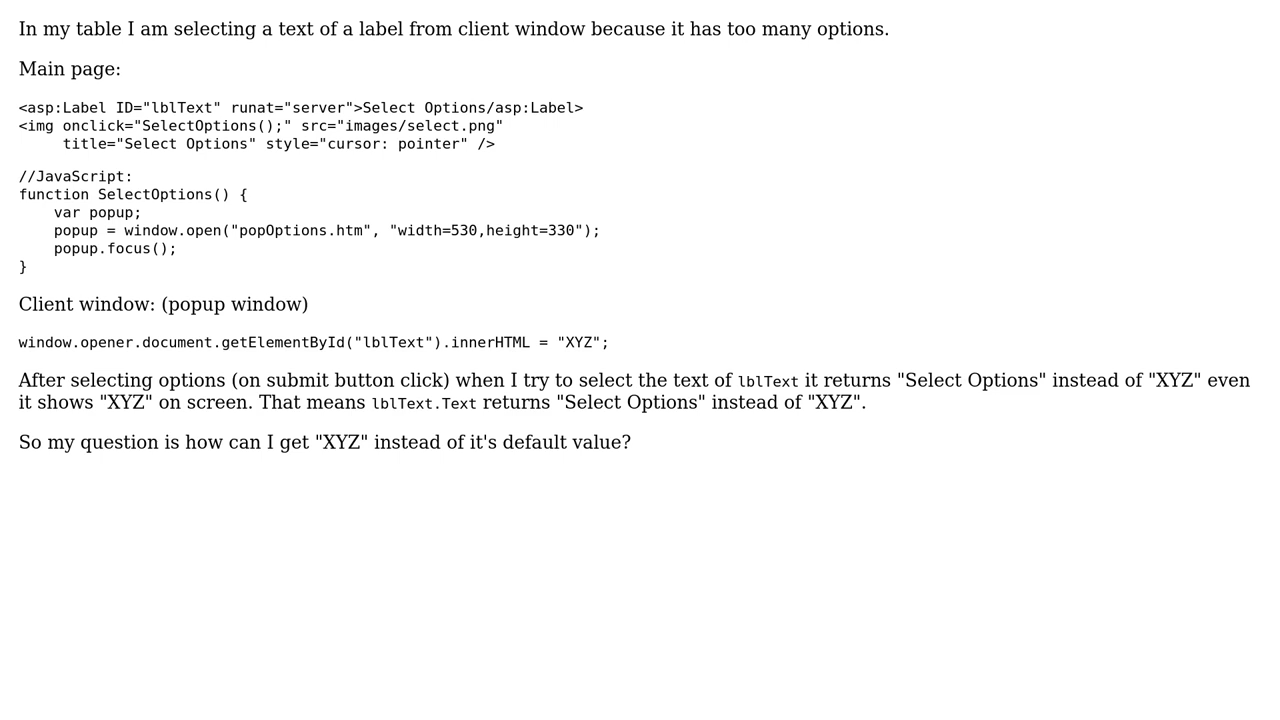 In my table I am selecting a text of a label from client window because it has too many options.
Main page:
<asp:Label ID="lblText" runat="server">Select Options/asp:Label>
<img onclick="SelectOptions();" src="images/select.png"
     title="Select Options" style="cursor: pointer" />
//JavaScript:
function SelectOptions() {
    var popup;
    popup = window.open("popOptions.htm", "width=530,height=330");
    popup.focus();
}
Client window: (popup window)
window.opener.document.getElementById("lblText").innerHTML = "XYZ";
After selecting options (on submit button click) when I try to select the text of lblText it returns "Select Options" instead of "XYZ" even
it shows "XYZ" on screen. That means lblText.Text returns "Select Options" instead of "XYZ".
So my question is how can I get "XYZ" instead of it's default value?